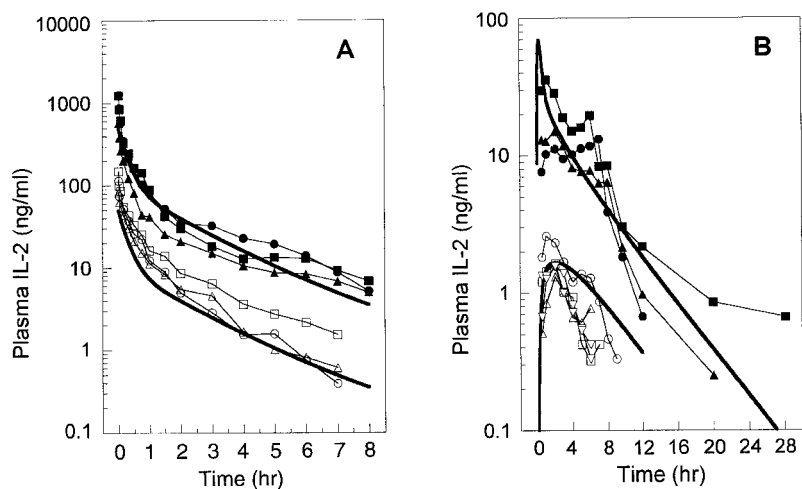 A
Plasma IL-2 (ng/ml)
10000
1000
100
10
1
0.1
0 1 2 3 4 5 6 7 8
Time (hr)
B
Plasma IL-2 (ng/ml)
100
10
1
0.1
0 4 8 12 16 20 24 28
Time (hr)